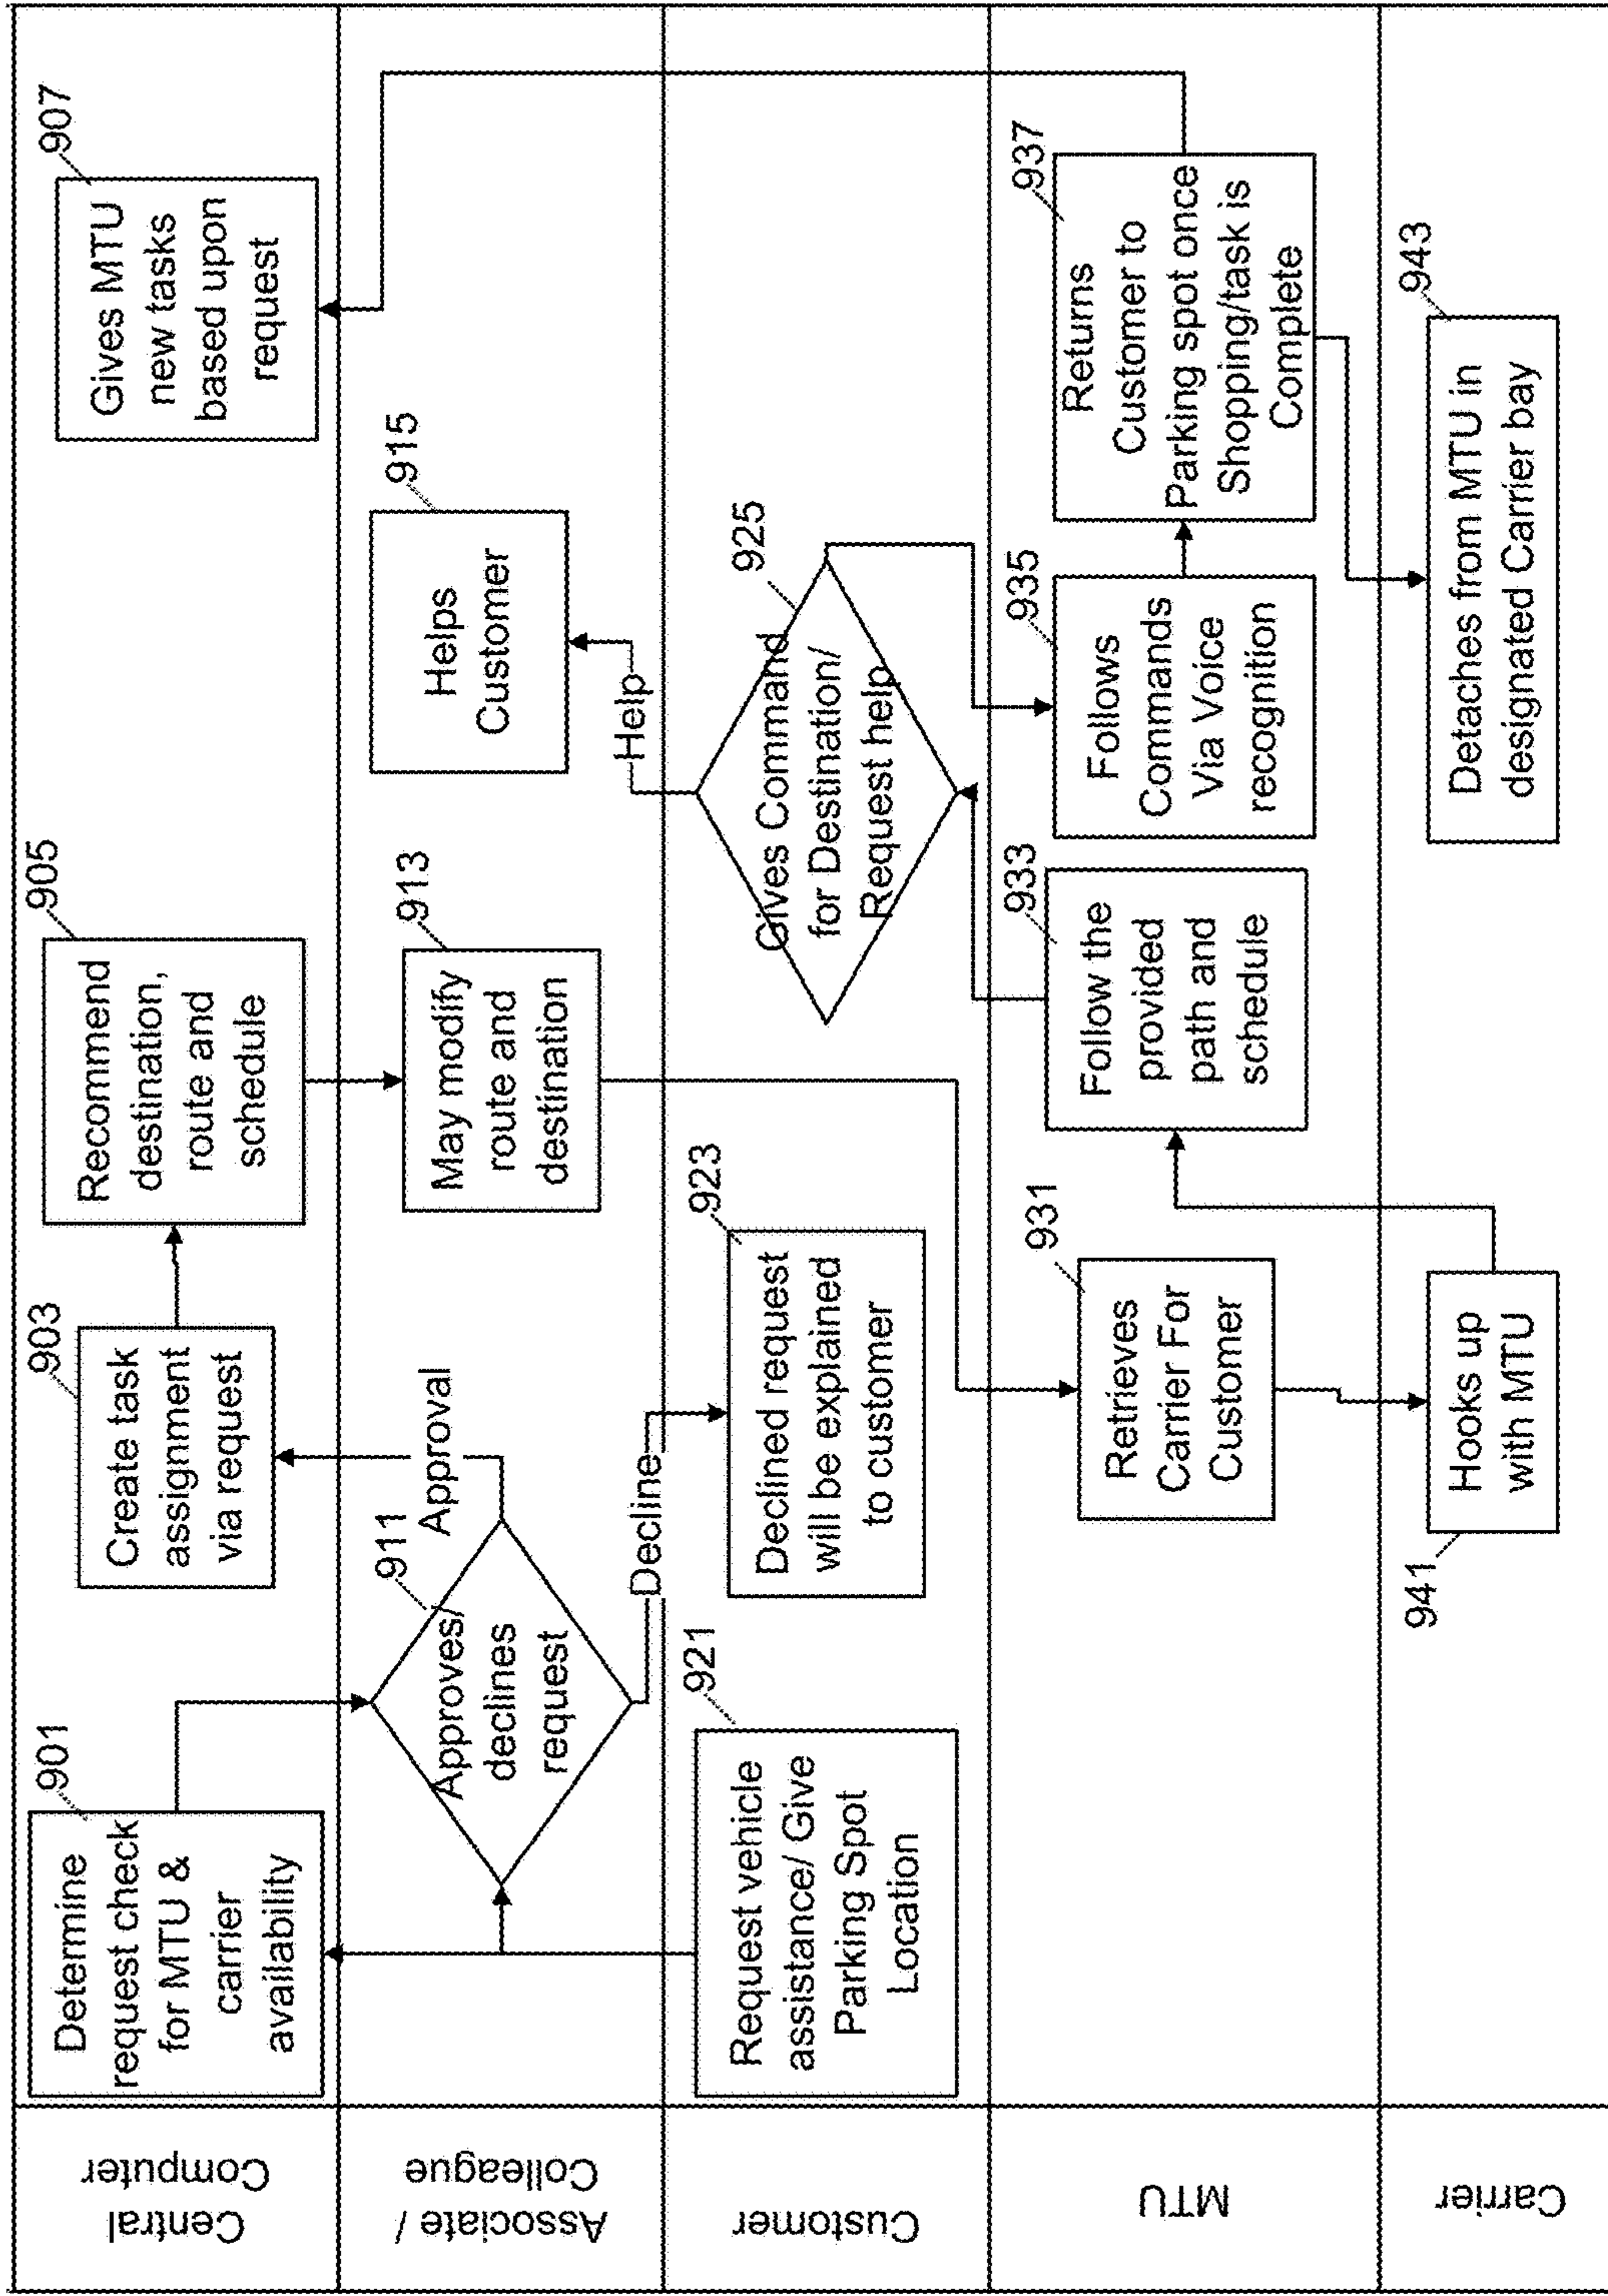 Central
Computer
Determine
request check
for MTU &
carrier
availability
901
Create task
assignment
via request
903
Recommend
destination,
route and
schedule
905
Gives MTU
new tasks
based upon
request
907
Associate /
Colleague
Approves/
declines
request
911
Approval
Decline
May modify
route and
destination
913
Helps
Customer
915
Help
Customer
Request vehicle
assistance/ Give
Parking Spot
Location
921
Declined request
will be explained
to customer
923
Gives Command
for Destination/
Request help
925
MTU
Retrieves
Carrier For
Customer
931
Follow the
provided
path and
schedule
933
Follows
Commands
Via Voice
recognition
935
Returns
Customer to
Parking spot once
Shopping/task is
Complete
937
Carrier
Hooks up
with MTU
941
Detaches from MTU in
designated Carrier bay
943